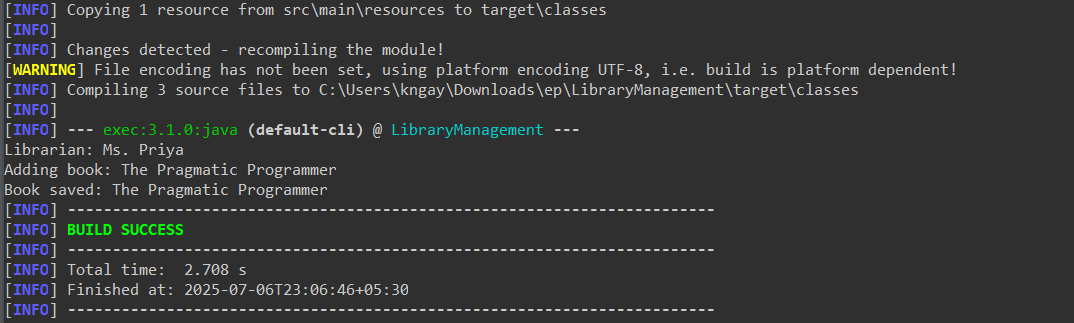 [INFO] Copying 1 resource from src\main\resources to target\classes
[INFO]
[INFO] Changes detected - recompiling the module!
[WARNING] File encoding has not been set, using platform encoding UTF-8, i.e. build is platform dependent!
[INFO] Compiling 3 source files to C:\Users\kngay\Downloads\ep\LibraryManagement\target\classes
[INFO]
[INFO] --- exec:3.1.0:java (default-cli) @ LibraryManagement ---
Librarian: Ms. Priya
Adding book: The Pragmatic Programmer
Book saved: The Pragmatic Programmer
[INFO] ------------------------------------------------------------------------
[INFO] BUILD SUCCESS
[INFO] ------------------------------------------------------------------------
[INFO] Total time:  2.708 s
[INFO] Finished at: 2025-07-06T23:06:46+05:30
[INFO] ------------------------------------------------------------------------